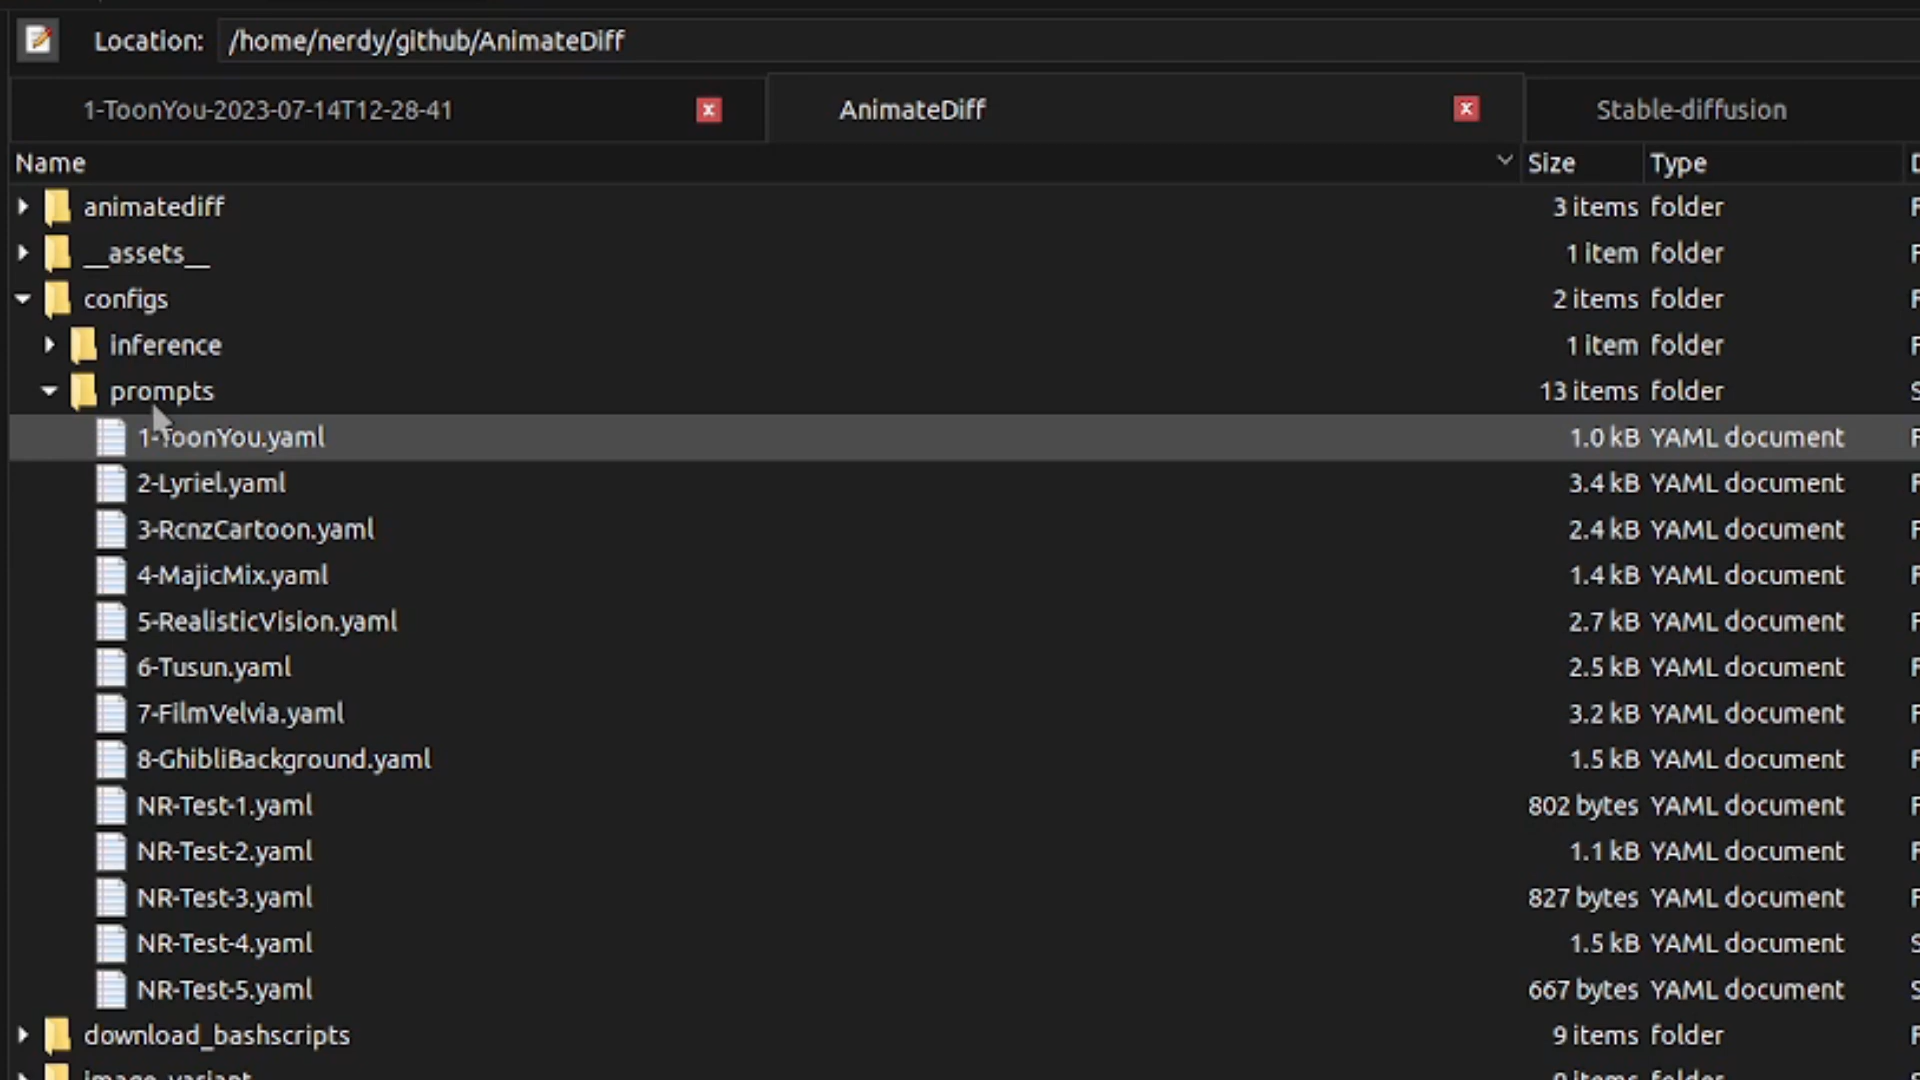 Location: /home/nerdy/github/AnimateDiff
1-ToonYou-2023-07-14T12-28-41 AnimateDiff Stable-diffusion
Name Size Type
animatediff 3 items folder
__assets__ 1 item folder
configs 2 items folder
inference 1 item folder
prompts 13 items folder
1-ToonYou.yaml 1.0 kB YAML document
2-Lyriel.yaml 3.4 kB YAML document
3-RcnzCartoon.yaml 2.4 kB YAML document
4-MajicMix.yaml 1.4 kB YAML document
5-RealisticVision.yaml 2.7 kB YAML document
6-Tusun.yaml 2.5 kB YAML document
7-FilmVelvia.yaml 3.2 kB YAML document
8-GhibliBackground.yaml 1.5 kB YAML document
NR-Test-1.yaml 802 bytes YAML document
NR-Test-2.yaml 1.1 kB YAML document
NR-Test-3.yaml 827 bytes YAML document
NR-Test-4.yaml 1.5 kB YAML document
NR-Test-5.yaml 667 bytes YAML document
download_bashscripts 9 items folder